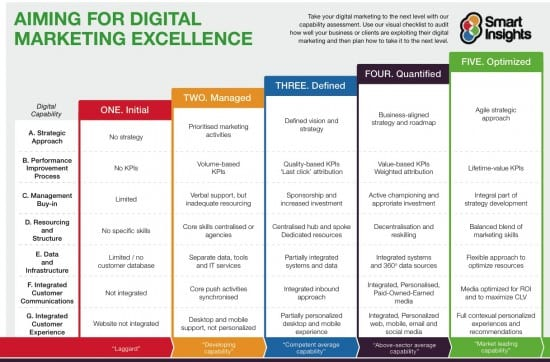 AIMING FOR DIGITAL
MARKETING EXCELLENCE
Take your digital marketing to the next level with our
capability assessment. Use our visual checklist to audit
how well your business or clients are exploiting their digital
marketing and then plan how to take it to the next level.
Smart
Insights
Digital
Capability
ONE. Initial
TWO. Managed
THREE. Defined
FOUR. Quantified
FIVE. Optimized
A. Strategic
Approach
No strategy
Prioritised marketing
activities
Defined vision and
strategy
Business-aligned
strategy and roadmap
Agile strategic
approach
B. Performance
Improvement
Process
No KPIs
Volume-based
KPIs
Quality-based KPIs
'Last click' attribution
Value-based KPIs
Weighted attribution
Lifetime-value KPIs
C. Management
Buy-in
Limited
Verbal support, but
inadequate resourcing
Sponsorship and
increased investment
Active championing and
approriate investment
Integral part of
strategy development
D. Resourcing
and
Structure
No specific skills
Core skills centralised or
agencies
Centralised hub and spoke
Dedicated resources
Decentralisation and
reskilling
Balanced blend of
marketing skills
E. Data
and
Infrastructure
Limited / no
customer database
Separate data, tools
and IT services
Partially integrated
systems and data
Integrated systems
and 360º data sources
Flexible approach to
optimize resources
F. Integrated
Customer
Communications
Not integrated
Core push activities
synchronised
Integrated inbound
approach
Integrated, Personalised,
Paid-Owned-Earned
media
Media optimized for ROI
and to maximize CLV
G. Integrated
Customer
Experience
Website not integrated
Desktop and mobile
support, not personalized
Partially personalized
desktop and mobile
experience
Integrated, personalized,
web, mobile, email and
social media
Full contextual personalized
experiences and
recommendations
"Laggard"
"Developing
capability"
"Competent average
capability"
"Above-sector average
capability"
"Market leading
capability"